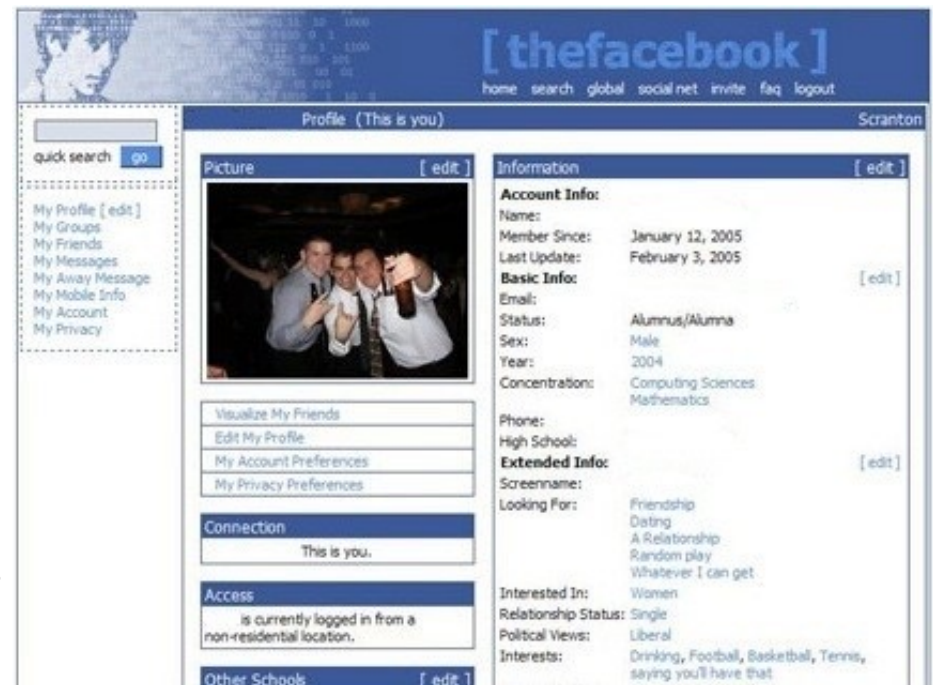 [ thefacebook ]
home search global social net invite faq logout
quick search go
My Profile [ edit ]
My Groups
My Friends
My Messages
My Away Message
My Mobile Info
My Account
My Privacy
Profile (This is you) Scranton
Picture [ edit ]
Visualize My Friends
Edit My Profile
My Account Preferences
My Privacy Preferences
Connection
This is you.
Access
is currently logged in from a
non-residential location.
Other Schools [ edit ]
Information [ edit ]
Account Info:
Name:
Member Since: January 12, 2005
Last Update: February 3, 2005
Basic Info: [ edit ]
Email:
Status: Alumnus/Alumna
Sex: Male
Year: 2004
Concentration: Computing Sciences
Mathematics
Phone:
High School:
Extended Info: [ edit ]
Screenname:
Looking For: Friendship
Dating
A Relationship
Random play
Whatever I can get
Interested In: Women
Relationship Status: Single
Political Views: Liberal
Interests: Drinking, Football, Basketball, Tennis,
saying you'll have that